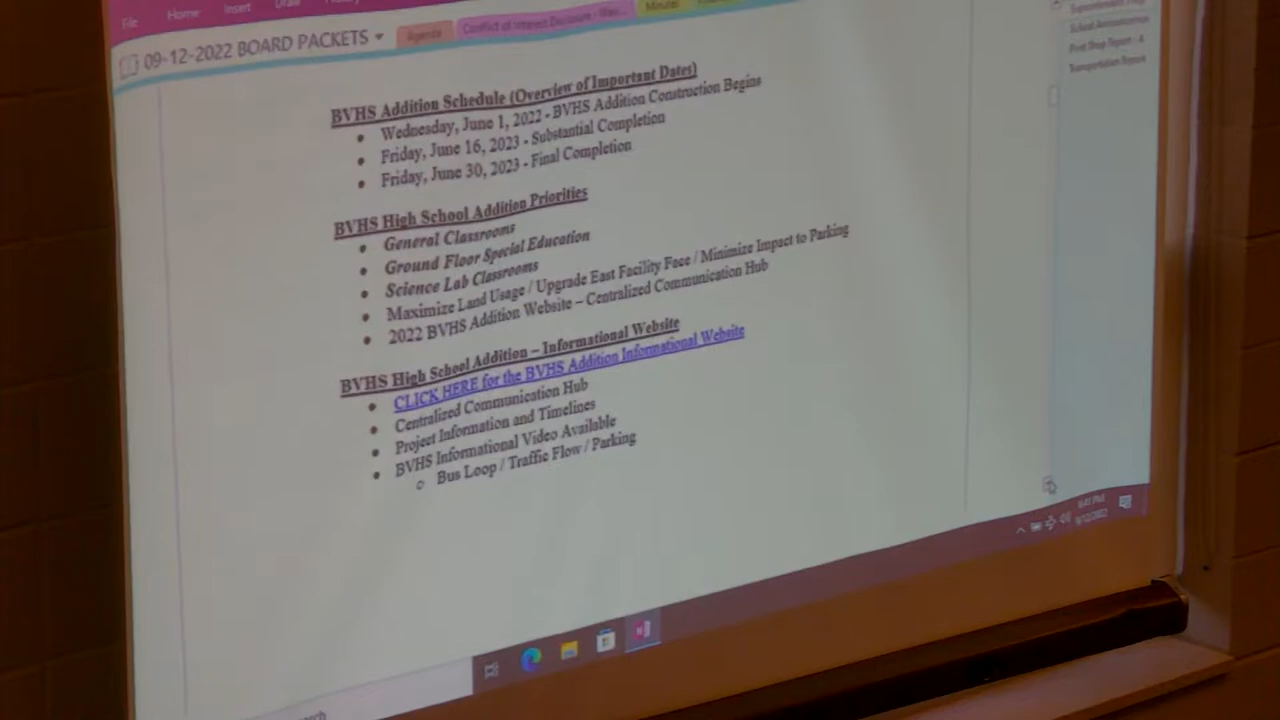 File Home Insert Draw
09-12-2022 BOARD PACKETS
Agenda
Conflict of Interest Disclosure
Minutes
School Announcements
Transportation Report
BVHS Addition Schedule (Overview of Important Dates)
• Wednesday, June 1, 2022 - BVHS Addition Construction Begins
• Friday, June 16, 2023 - Substantial Completion
• Friday, June 30, 2023 - Final Completion
BVHS High School Addition Priorities
• General Classrooms
• Ground Floor Special Education
• Science Lab Classrooms
• Maximize Land Usage / Upgrade East Facility Face / Minimize Impact to Parking
• 2022 BVHS Addition Website – Centralized Communication Hub
BVHS High School Addition – Informational Website
• CLICK HERE for the BVHS Addition Informational Website
• Centralized Communication Hub
• Project Information and Timelines
• BVHS Informational Video Available
o Bus Loop / Traffic Flow / Parking
9/12/2022